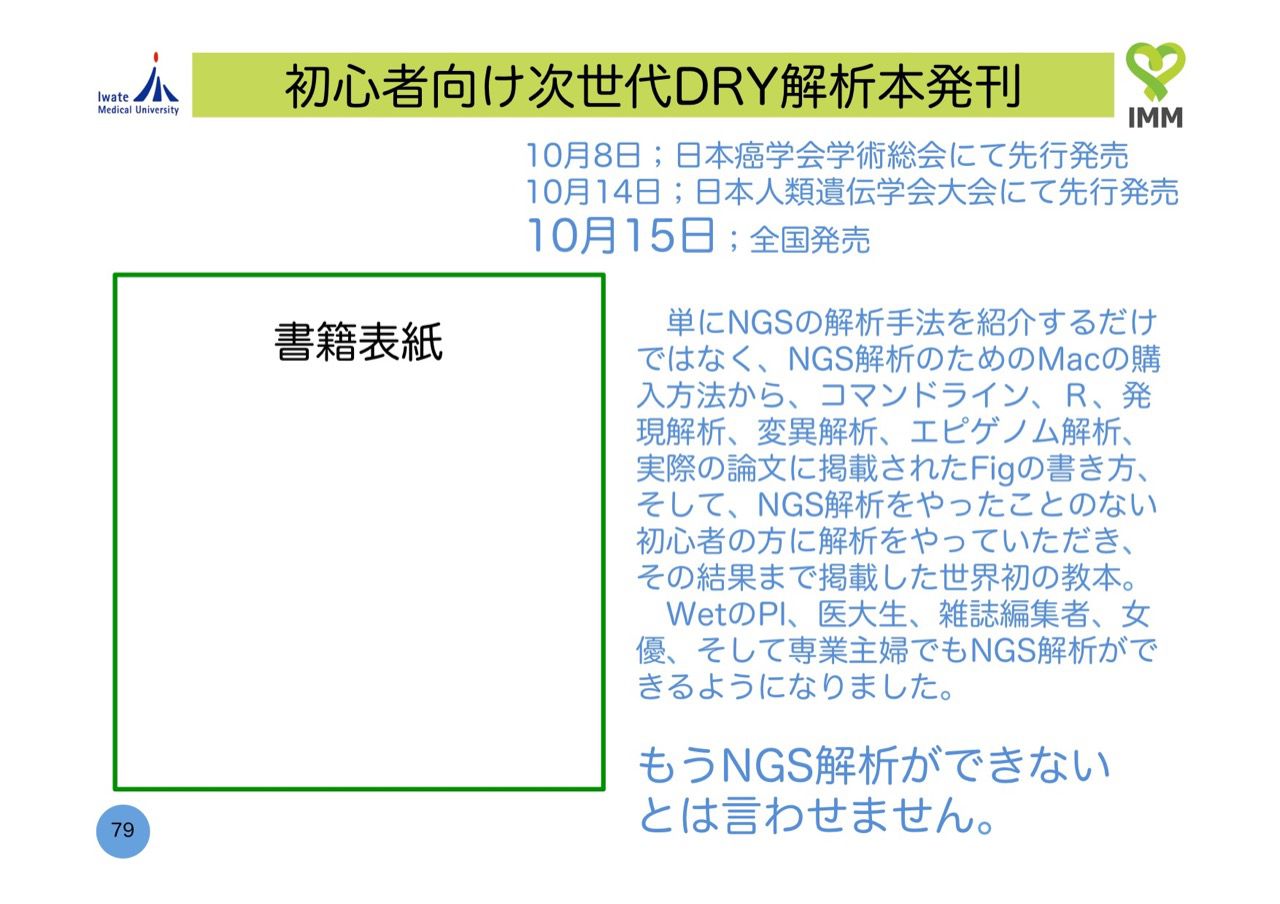 Iwate
Medical University
初心者向け次世代DRY解析本発刊
IMM
10月8日；日本癌学会学術総会にて先行発売
10月14日；日本人類遺伝学会大会にて先行発売
10月15日；全国発売
書籍表紙
単にNGSの解析手法を紹介するだけ
ではなく、NGS解析のためのMacの購
入方法から、コマンドライン、Ｒ、発
現解析、変異解析、エピゲノム解析、
実際の論文に掲載されたFigの書き方、
そして、NGS解析をやったことのない
初心者の方に解析をやっていただき、
その結果まで掲載した世界初の教本。
WetのPI、医大生、雑誌編集者、女
優、そして専業主婦でもNGS解析がで
きるようになりました。
もうNGS解析ができない
とは言わせません。
79